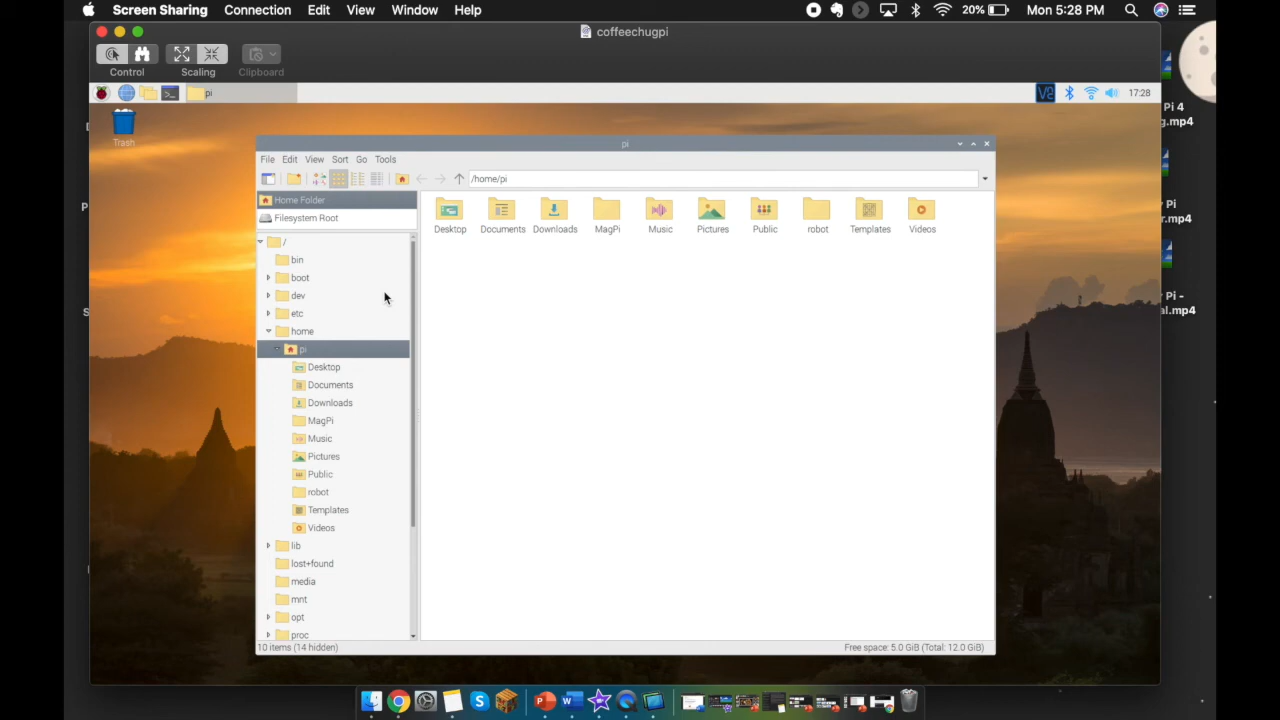 Screen Sharing Connection Edit View Window Help
20% Mon 5:28 PM
coffeechugpi
Control Scaling Clipboard
pi
V2
17:28
Trash
Pi 4
g.mp4
Pi
r.mp4
Pi -
al.mp4
pi
File Edit View Sort Go Tools
/home/pi
Home Folder
Filesystem Root
/
bin
boot
dev
etc
home
pi
Desktop
Documents
Downloads
MagPi
Music
Pictures
Public
robot
Templates
Videos
lib
lost+found
media
mnt
opt
proc
Desktop Documents Downloads MagPi Music Pictures Public robot Templates Videos
10 items (14 hidden)
Free space: 5.0 GiB (Total: 12.0 GiB)